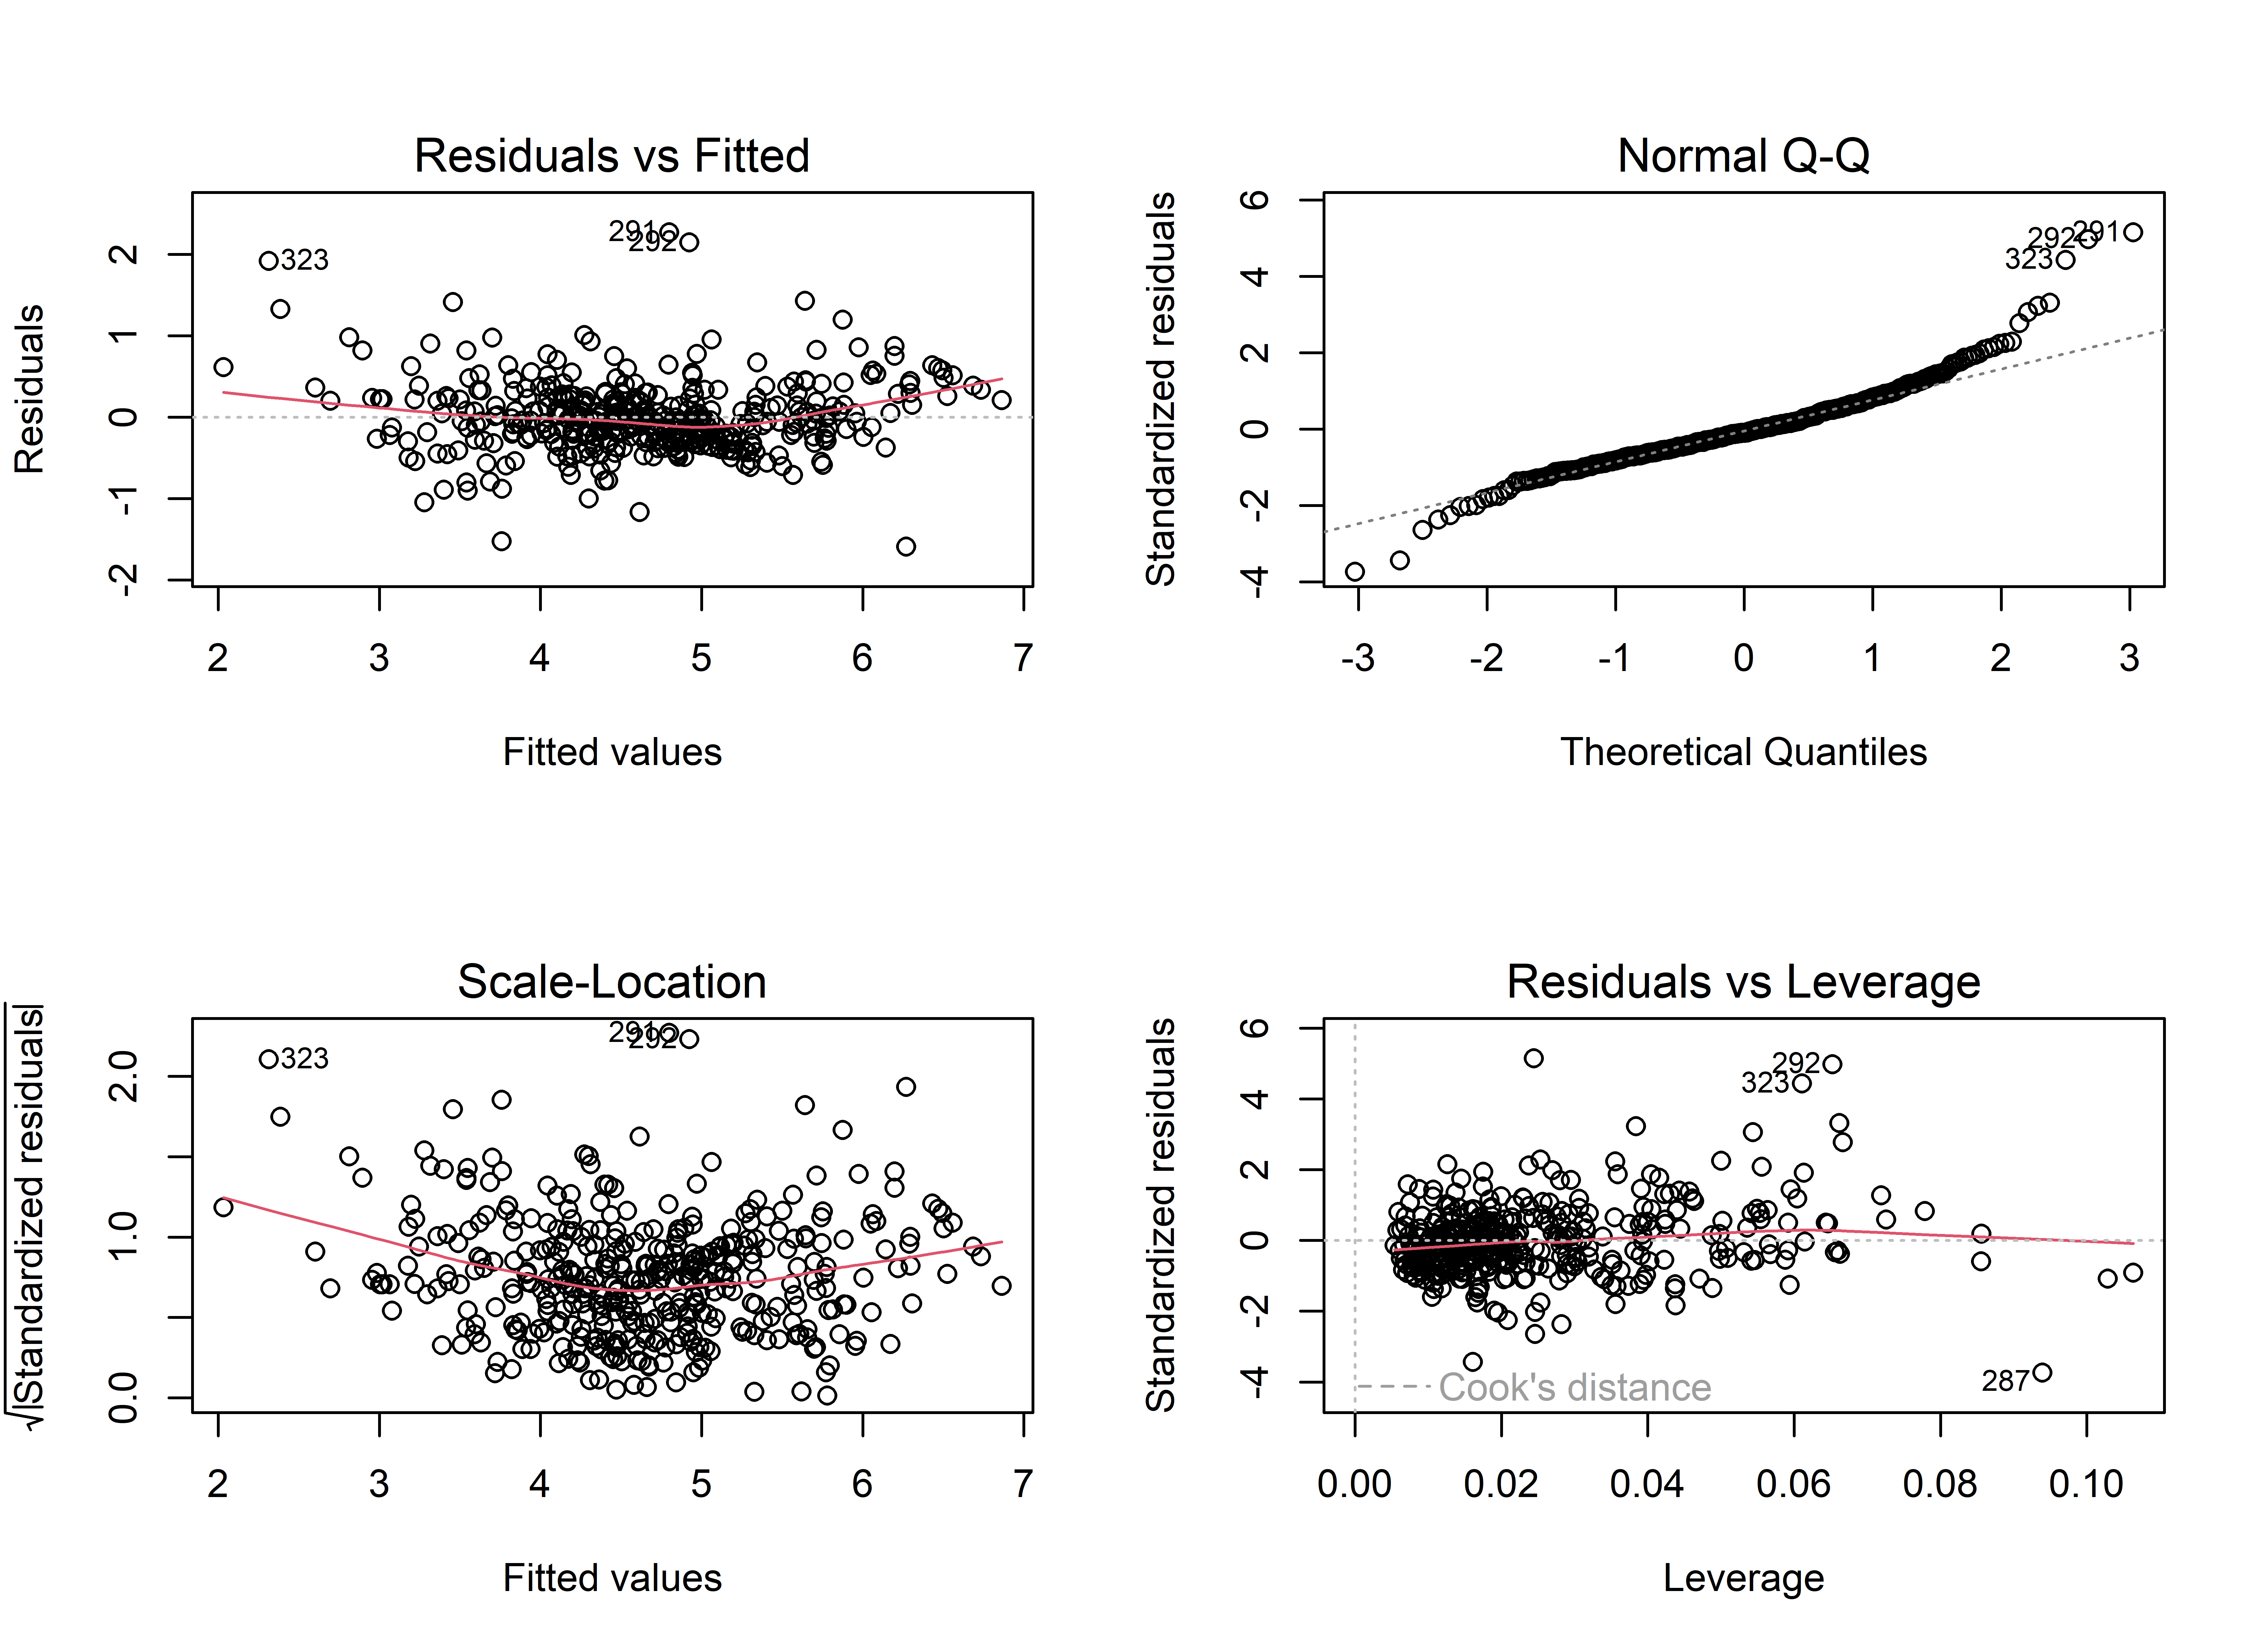 Residuals vs Fitted
Residuals
2
1
0
-1
-2
291
292
323
2 3 4 5 6 7
Fitted values
Normal Q-Q
Standardized residuals
6
4
2
0
-2
-4
292
291
323
-3 -2 -1 0 1 2 3
Theoretical Quantiles
Scale-Location
√|Standardized residuals|
2.0
1.0
0.0
291
292
323
2 3 4 5 6 7
Fitted values
Residuals vs Leverage
Standardized residuals
6
4
2
0
-2
-4
292
323
287
Cook's distance
0.00 0.02 0.04 0.06 0.08 0.10
Leverage